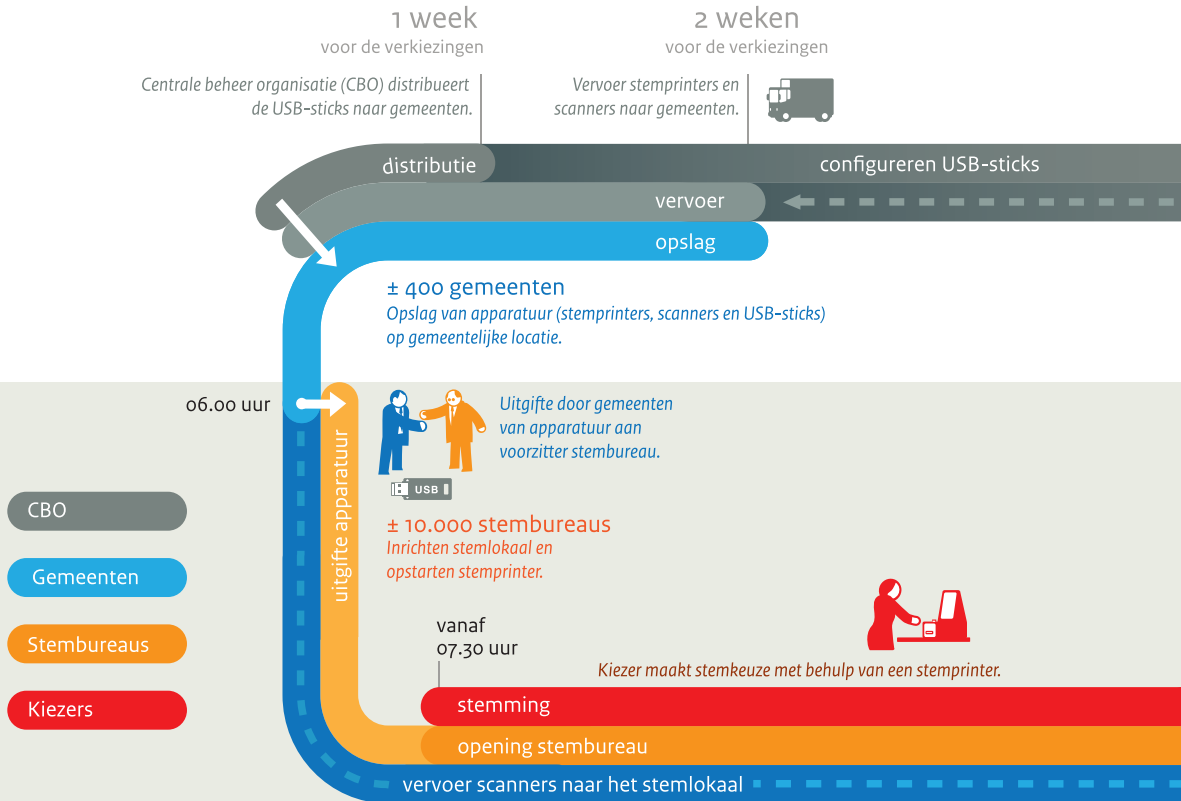 1 week
voor de verkiezingen
2 weken
voor de verkiezingen
Centrale beheer organisatie (CBO) distribueert
de USB-sticks naar gemeenten.
Vervoer stemprinters en
scanners naar gemeenten.
distributie
configureren USB-sticks
vervoer
opslag
± 400 gemeenten
Opslag van apparatuur (stemprinters, scanners en USB-sticks)
op gemeentelijke locatie.
06.00 uur
Uitgifte door gemeenten
van apparatuur aan
voorzitter stembureau.
USB
uitgifte apparatuur
± 10.000 stembureaus
Inrichten stemlokaal en
opstarten stemprinter.
CBO
Gemeenten
Stembureaus
Kiezers
vanaf
07.30 uur
Kiezer maakt stemkeuze met behulp van een stemprinter.
stemming
opening stembureau
vervoer scanners naar het stemlokaal